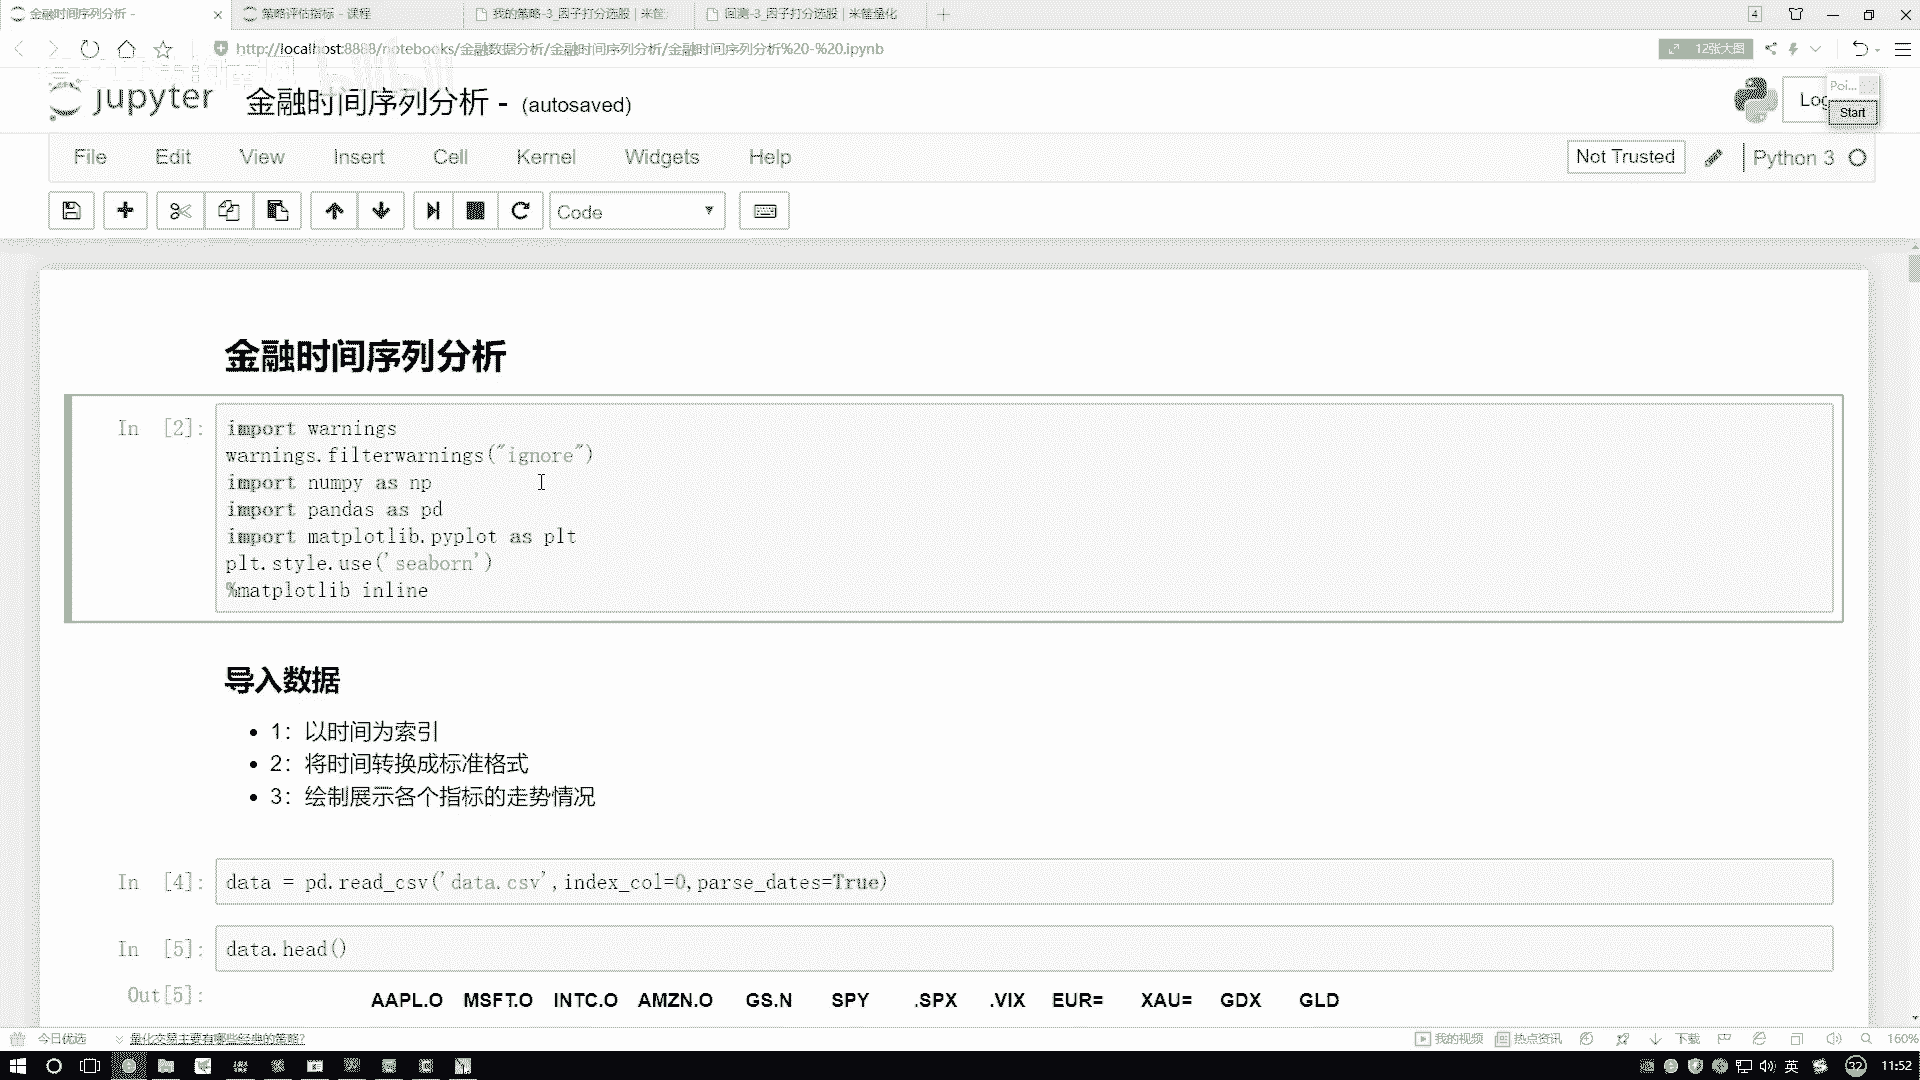 金融时间序列分析 -
策略评估指标 - 课程
我的策略-3_因子打分选股 | 米筐
回测-3_因子打分选股 | 米筐量化
4
http://localhost:8888/notebooks/金融数据分析/金融时间序列分析/金融时间序列分析%20-%20.ipynb
12张大图
jupyter
金融时间序列分析 - (autosaved)
Poi...
Log
Start
File Edit View Insert Cell Kernel Widgets Help
Not Trusted
Python 3
Code
金融时间序列分析
In [2]:
import warnings
warnings.filterwarnings("ignore")
import numpy as np
import pandas as pd
import matplotlib.pyplot as plt
plt.style.use('seaborn')
%matplotlib inline
导入数据
1：以时间为索引
2：将时间转换成标准格式
3：绘制展示各个指标的走势情况
In [4]: data = pd.read_csv('data.csv',index_col=0,parse_dates=True)
In [5]: data.head()
Out[5]:
AAPL.O MSFT.O INTC.O AMZN.O GS.N SPY .SPX .VIX EUR= XAU= GDX GLD
今日优选
量化交易主要有哪些经典的策略?
我的视频
热点资讯
下载
160%
英
32
11:52